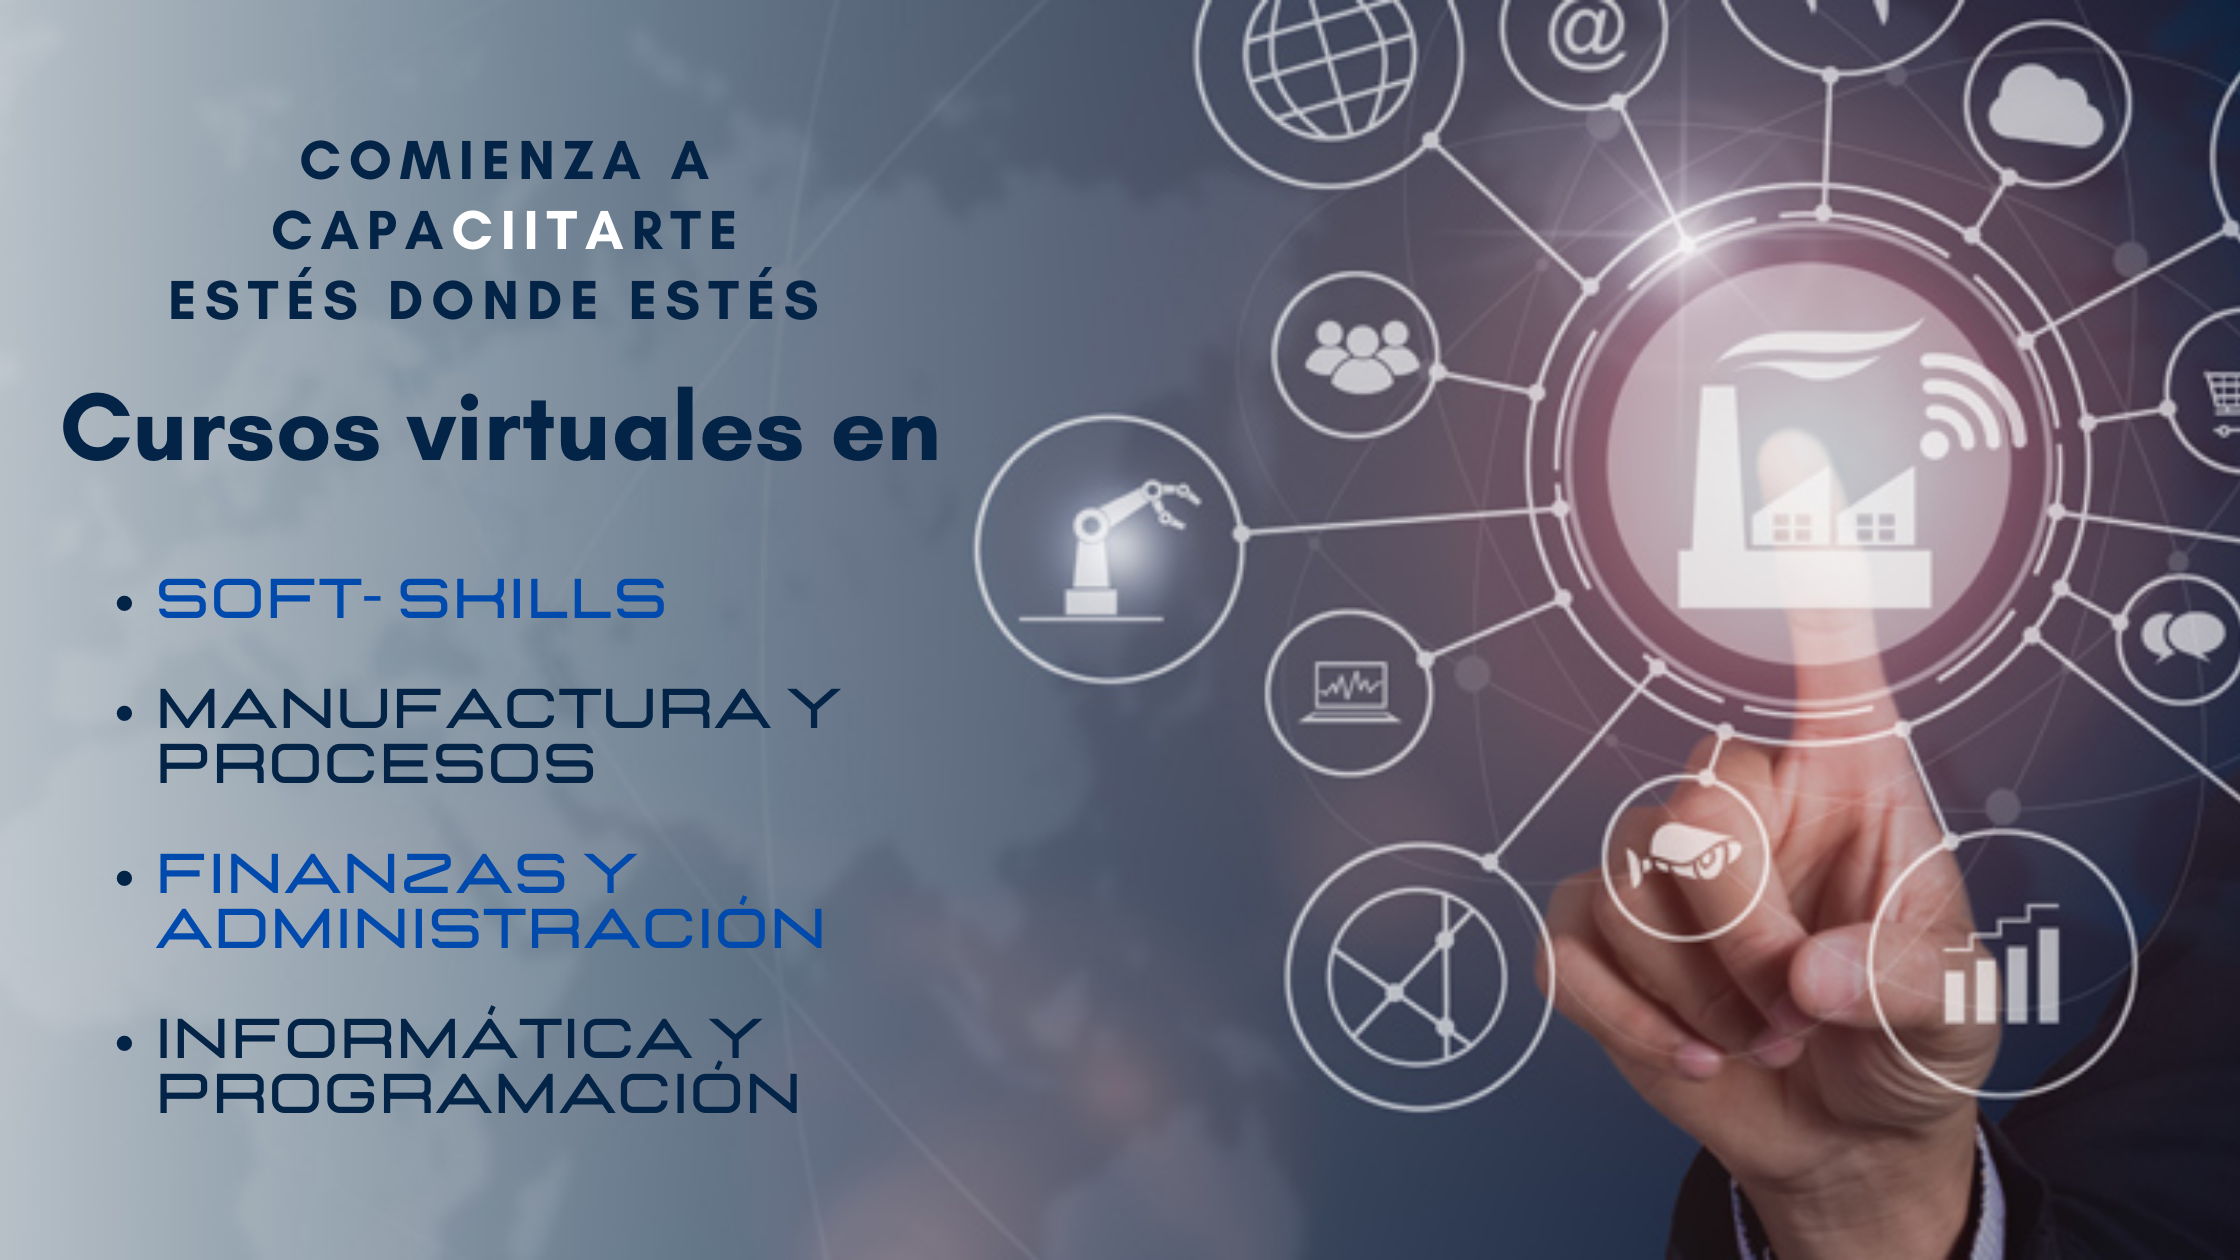 COMIENZA A
CAPACIITARTE
ESTÉS DONDE ESTÉS
Cursos virtuales en
• SOFT- SKILLS
• MANUFACTURA Y
PROCESOS
• FINANZAS Y
ADMINISTRACIÓN
• INFORMÁTICA Y
PROGRAMACIÓN
@